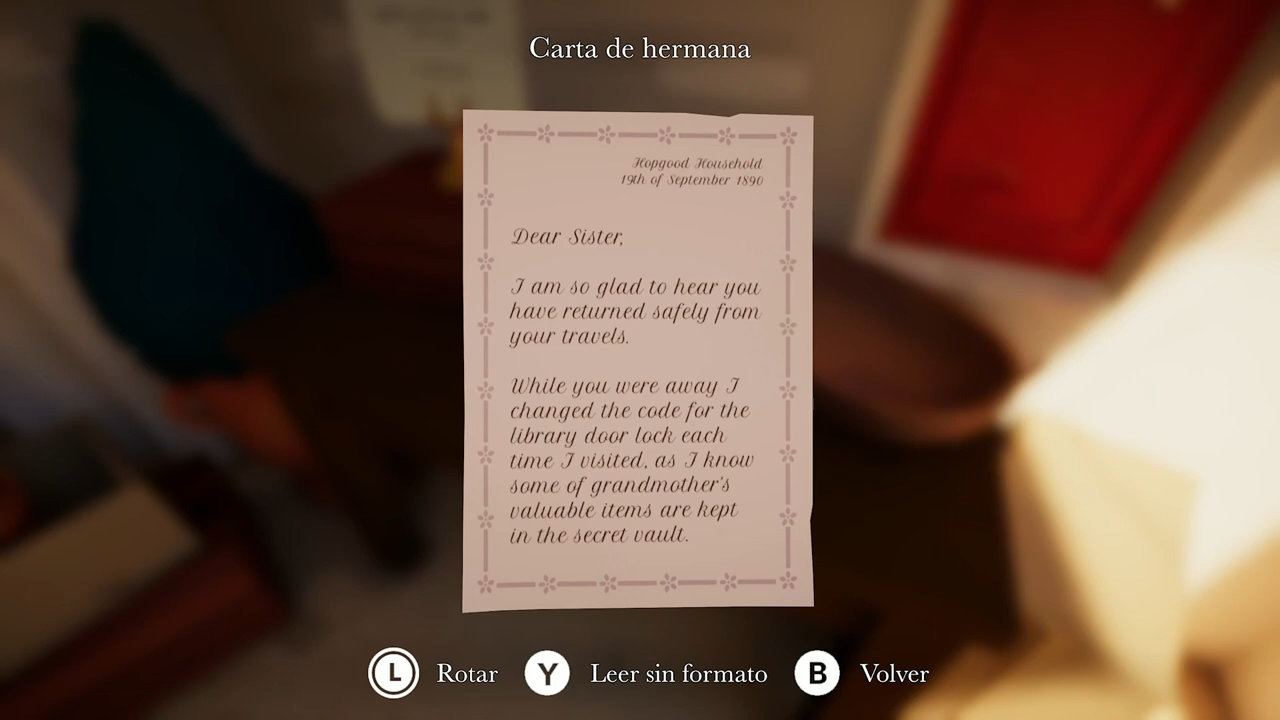 Carta de hermana
Hopgood Household
19th of September 1890
Dear Sister,
I am so glad to hear you
have returned safely from
your travels.
While you were away I
changed the code for the
library door lock each
time I visited, as I know
some of grandmother's
valuable items are kept
in the secret vault.
L Rotar Y Leer sin formato B Volver